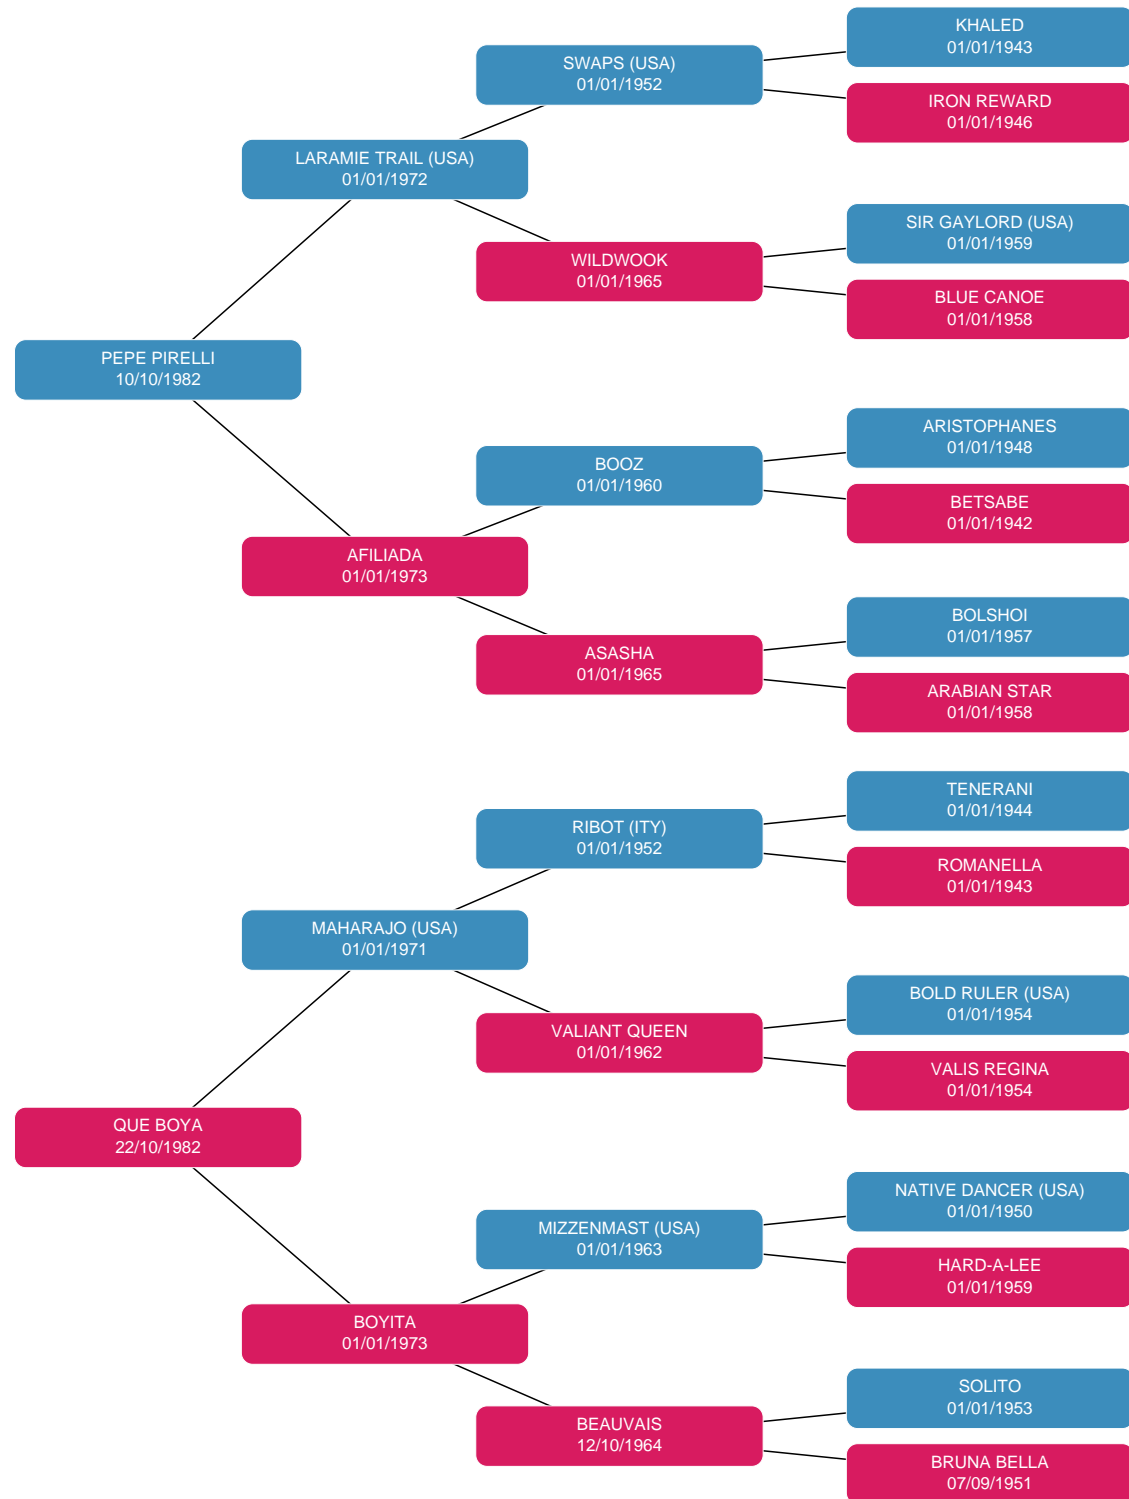 KHALED
01/01/1943
SWAPS (USA)
01/01/1952
IRON REWARD
01/01/1946
LARAMIE TRAIL (USA)
01/01/1972
SIR GAYLORD (USA)
01/01/1959
WILDWOOK
01/01/1965
BLUE CANOE
01/01/1958
PEPE PIRELLI
10/10/1982
ARISTOPHANES
01/01/1948
BOOZ
01/01/1960
BETSABE
01/01/1942
AFILIADA
01/01/1973
BOLSHOI
01/01/1957
ASASHA
01/01/1965
ARABIAN STAR
01/01/1958
TENERANI
01/01/1944
RIBOT (ITY)
01/01/1952
ROMANELLA
01/01/1943
MAHARAJO (USA)
01/01/1971
BOLD RULER (USA)
01/01/1954
VALIANT QUEEN
01/01/1962
VALIS REGINA
01/01/1954
QUE BOYA
22/10/1982
NATIVE DANCER (USA)
01/01/1950
MIZZENMAST (USA)
01/01/1963
HARD-A-LEE
01/01/1959
BOYITA
01/01/1973
SOLITO
01/01/1953
BEAUVAIS
12/10/1964
BRUNA BELLA
07/09/1951